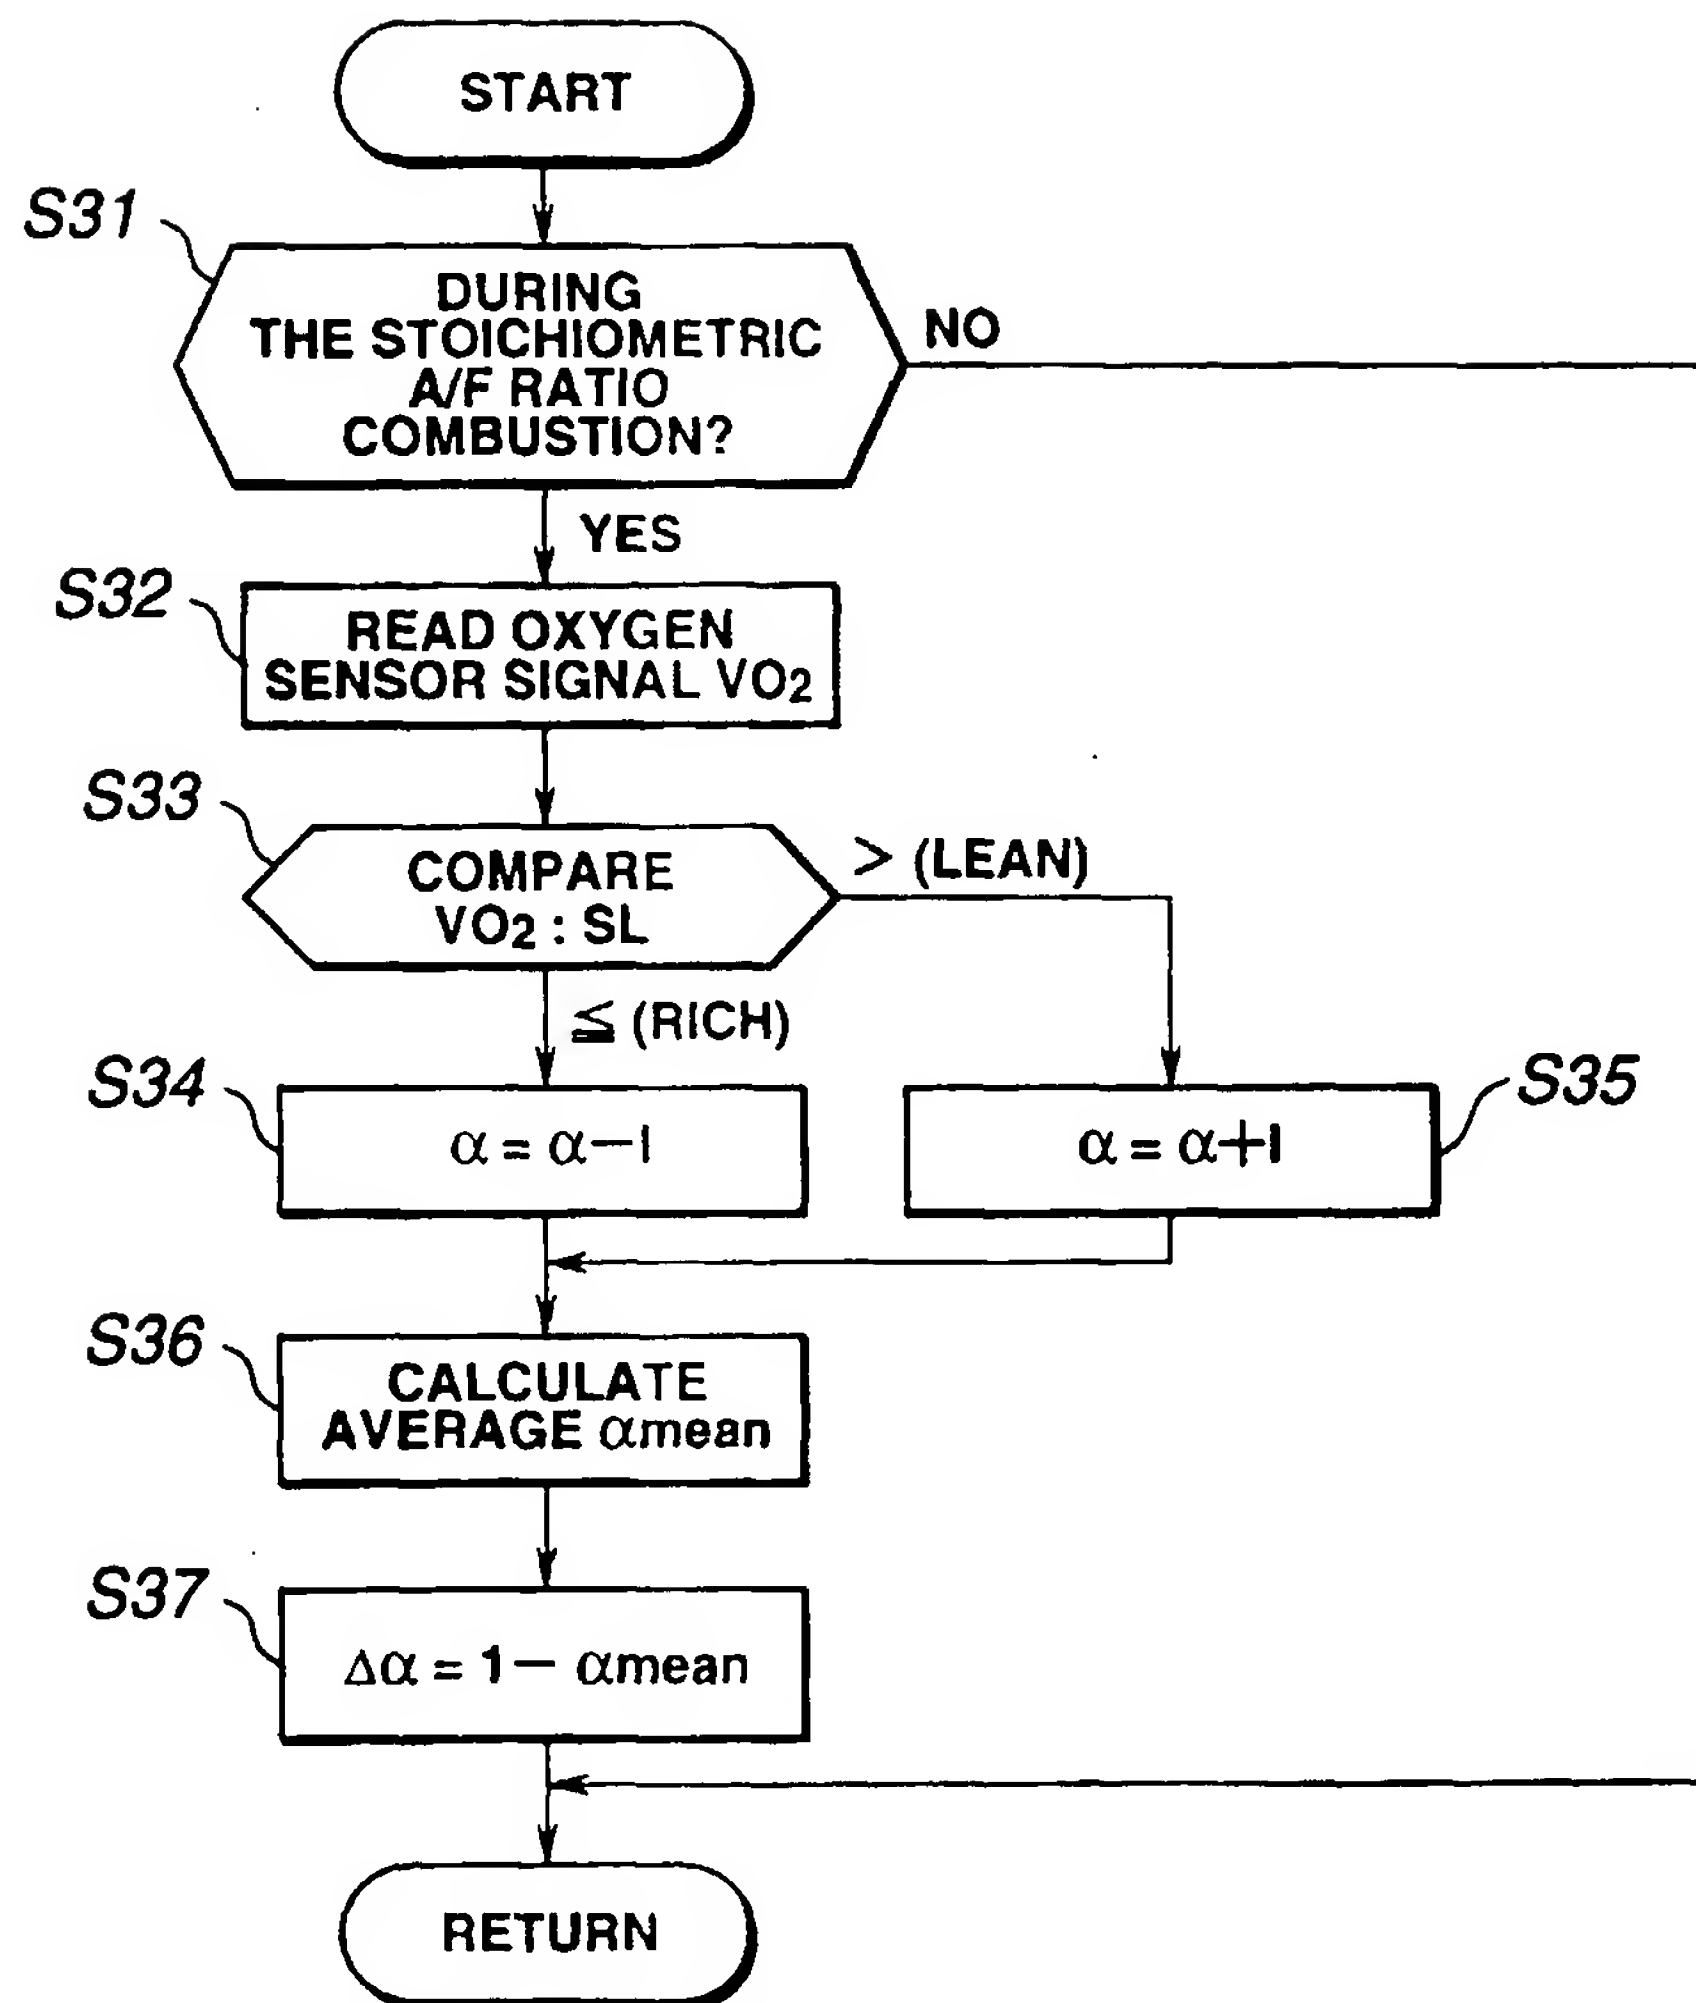 START
S31
DURING
THE STOICHIOMETRIC
A/F RATIO
COMBUSTION?
NO
YES
S32
READ OXYGEN
SENSOR SIGNAL VO2
S33
COMPARE
VO2 : SL
> (LEAN)
≦ (RICH)
S34
α = α−I
α = α+I
S35
S36
CALCULATE
AVERAGE αmean
S37
Δα = 1− αmean
RETURN